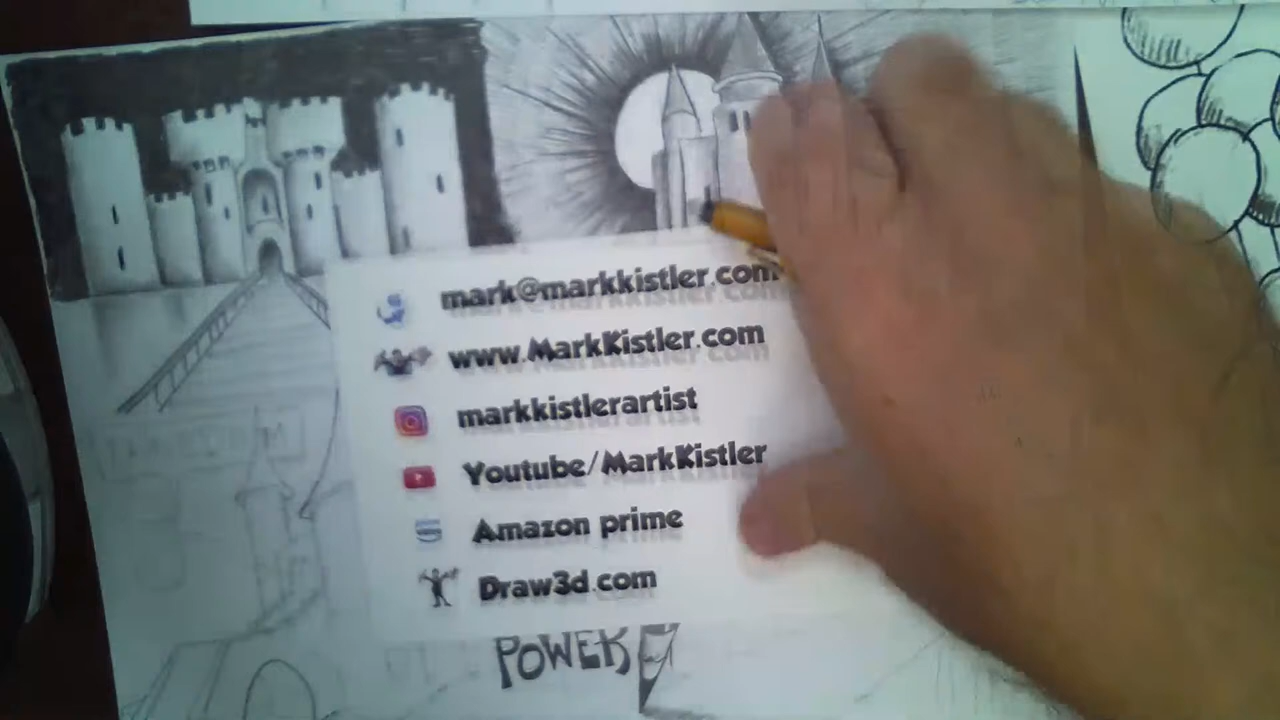 mark@markkistler.com
www.MarkKistler.com
markkistlerartist
Youtube/MarkKistler
Amazon prime
Draw3d.com
POWER